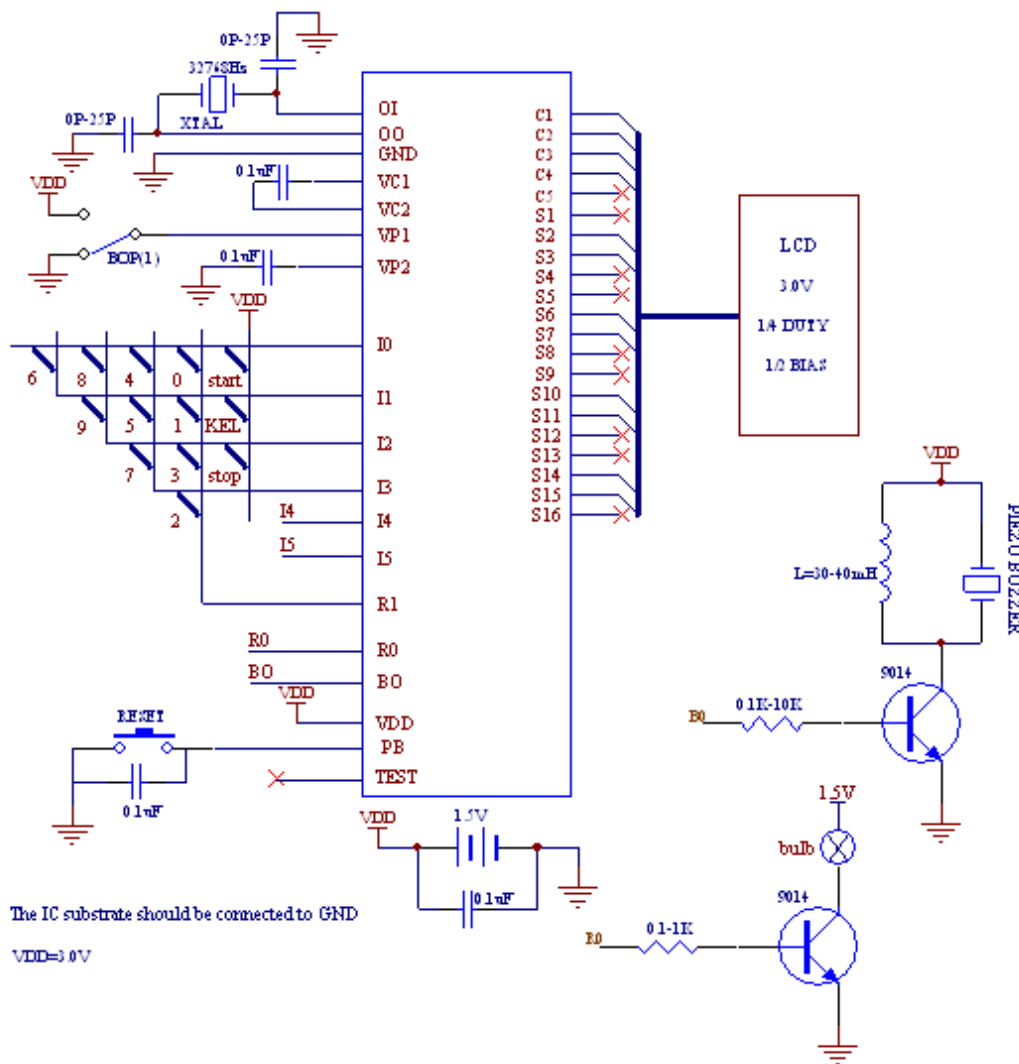 0P-25P
32768Hs
XTAL
0P-25P
0.1uF
VDD
BOP(1)
0.1uF
VDD
OI
OO
GND
VC1
VC2
VP1
VP2
I0
I1
I2
I3
I4
I5
R1
R0
BO
VDD
PB
TEST
C1
C2
C3
C4
C5
S1
S2
S3
S4
S5
S6
S7
S8
S9
S10
S11
S12
S13
S14
S15
S16
LCD
3.0V
1/4 DUTY
1/2 BIAS
6 8 4 0 start
9 5 1 KEL
7 3 stop
2
I4
I5
R0
BO
VDD
RESET
0.1uF
VDD
1.5V
0.1uF
VDD
L=30-40mH
PIEZO BUZZER
9014
B0
0.1K-10K
1.5V
bulb
9014
R0
0.1-1K
The IC substrate should be connected to GND
VDD=3.0V